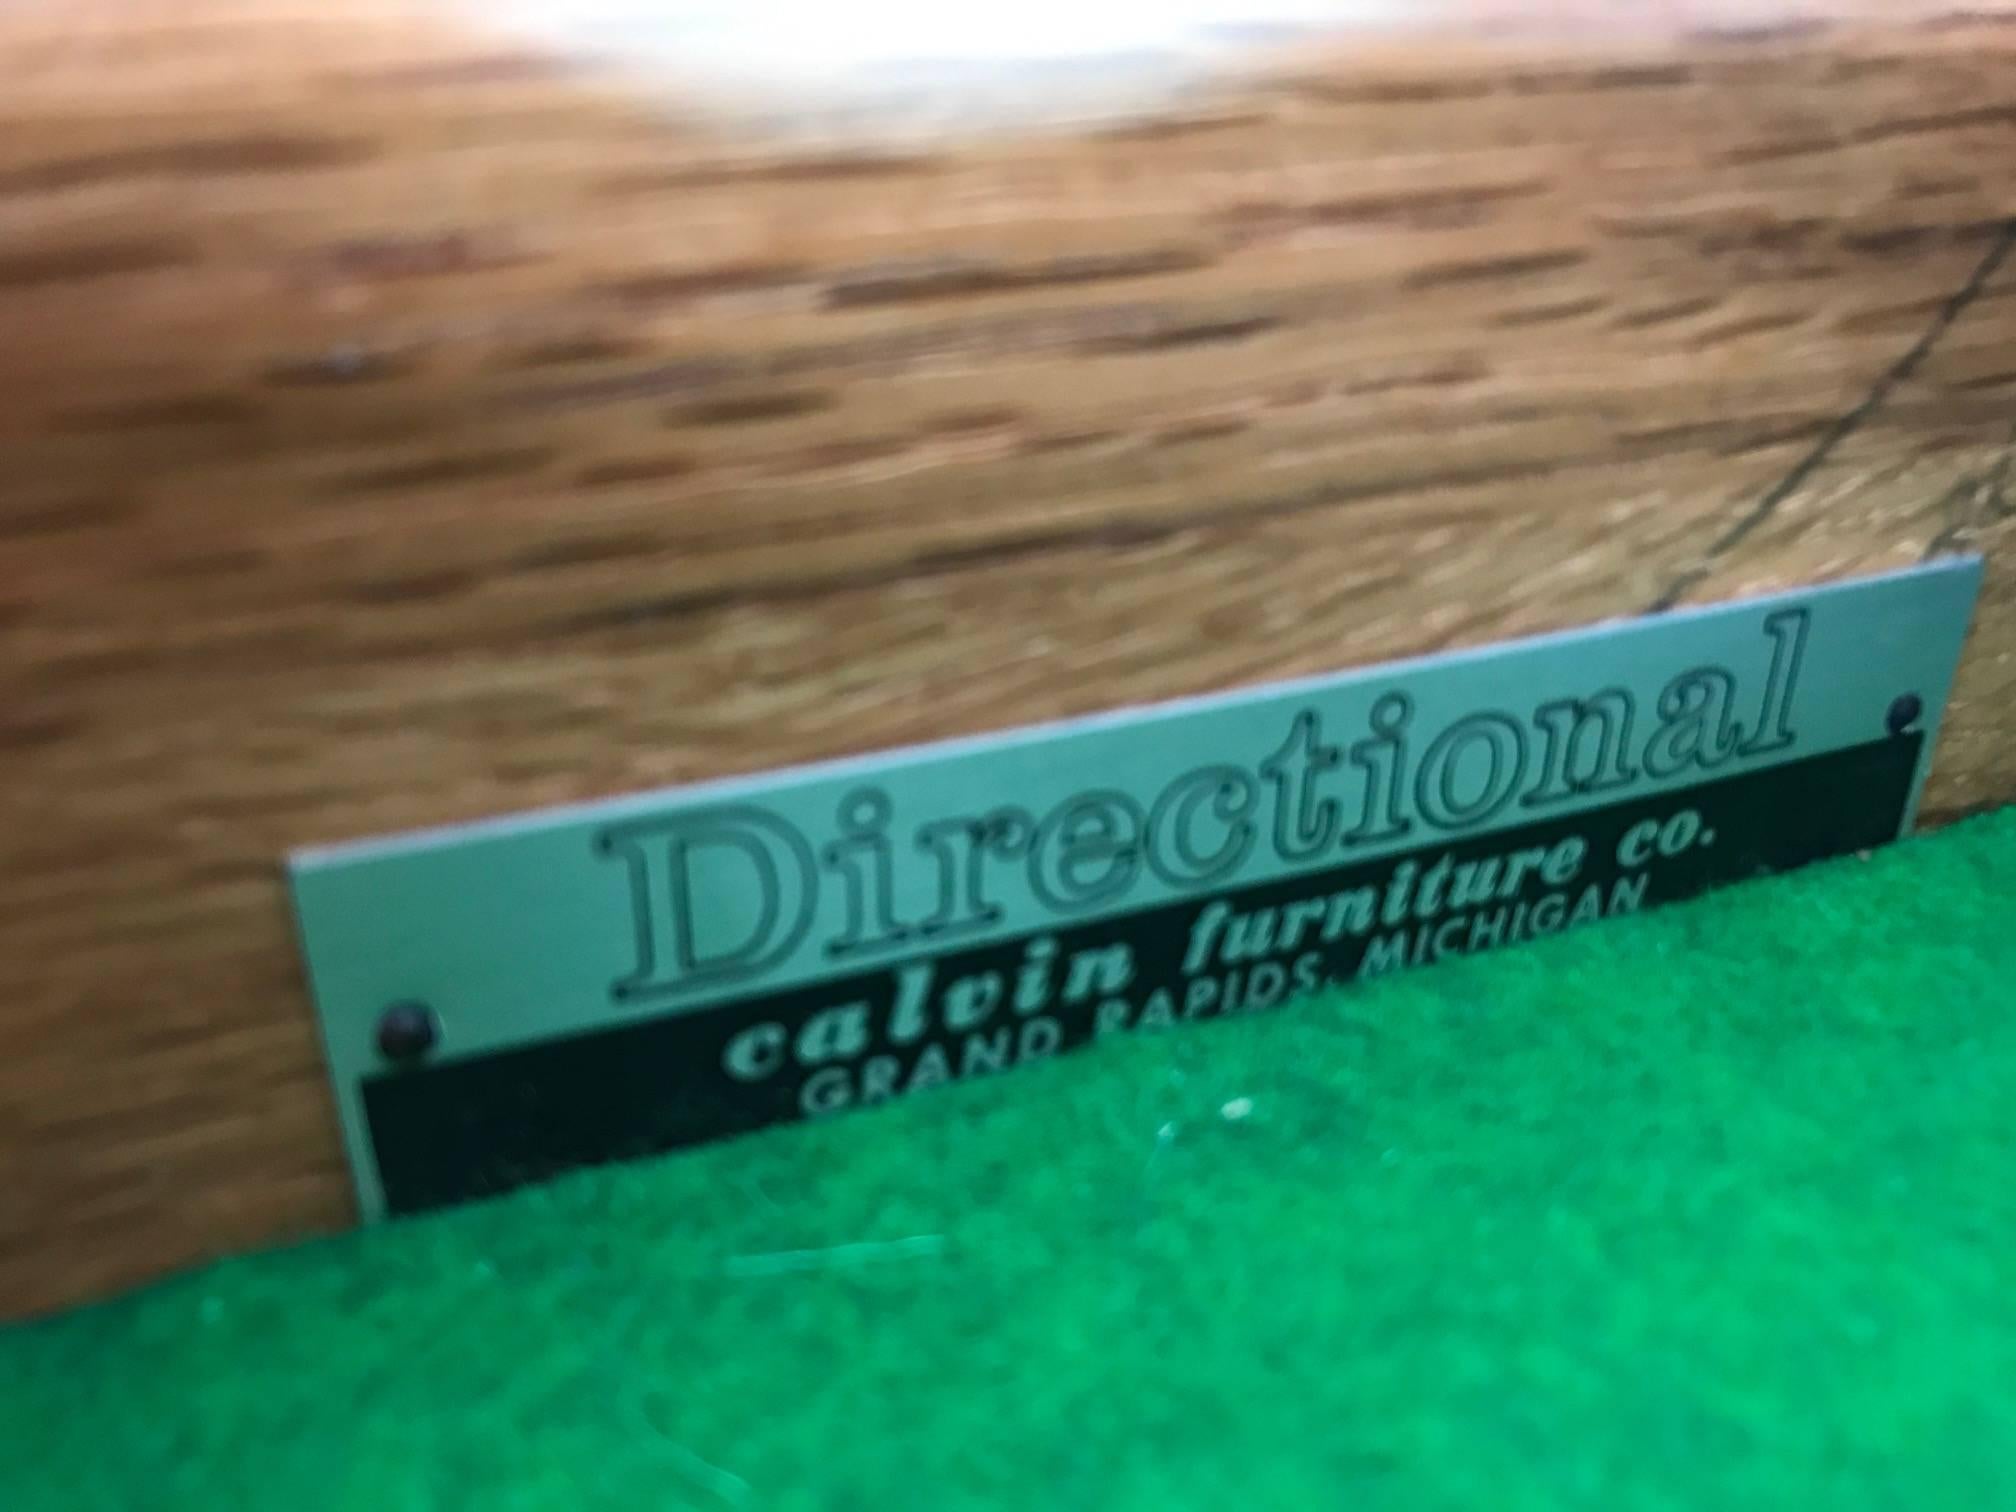 Directional
calvin furniture co.
GRAND RAPIDS, MICHIGAN